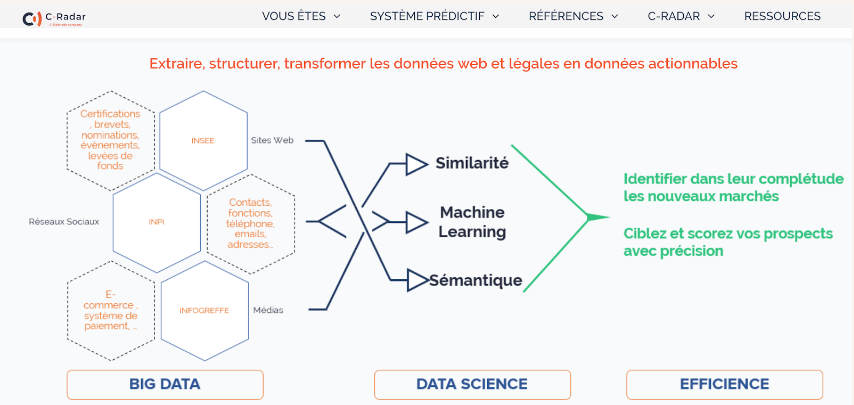 C-Radar
VOUS ÊTES
SYSTÈME PRÉDICTIF
RÉFÉRENCES
C-RADAR
RESSOURCES
Extraire, structurer, transformer les données web et légales en données actionnables
Certifications
, brevets,
nominations,
évènements,
levées de
fonds
INSEE
Sites Web
Réseaux Sociaux
INPI
Contacts,
fonctions,
téléphone,
emails,
adresses...
E-
commerce ,
système de
paiement, ...
INFOGREFFE
Médias
Similarité
Machine
Learning
Sémantique
Identifier dans leur complétude
les nouveaux marchés
Ciblez et scorez vos prospects
avec précision
BIG DATA
DATA SCIENCE
EFFICIENCE